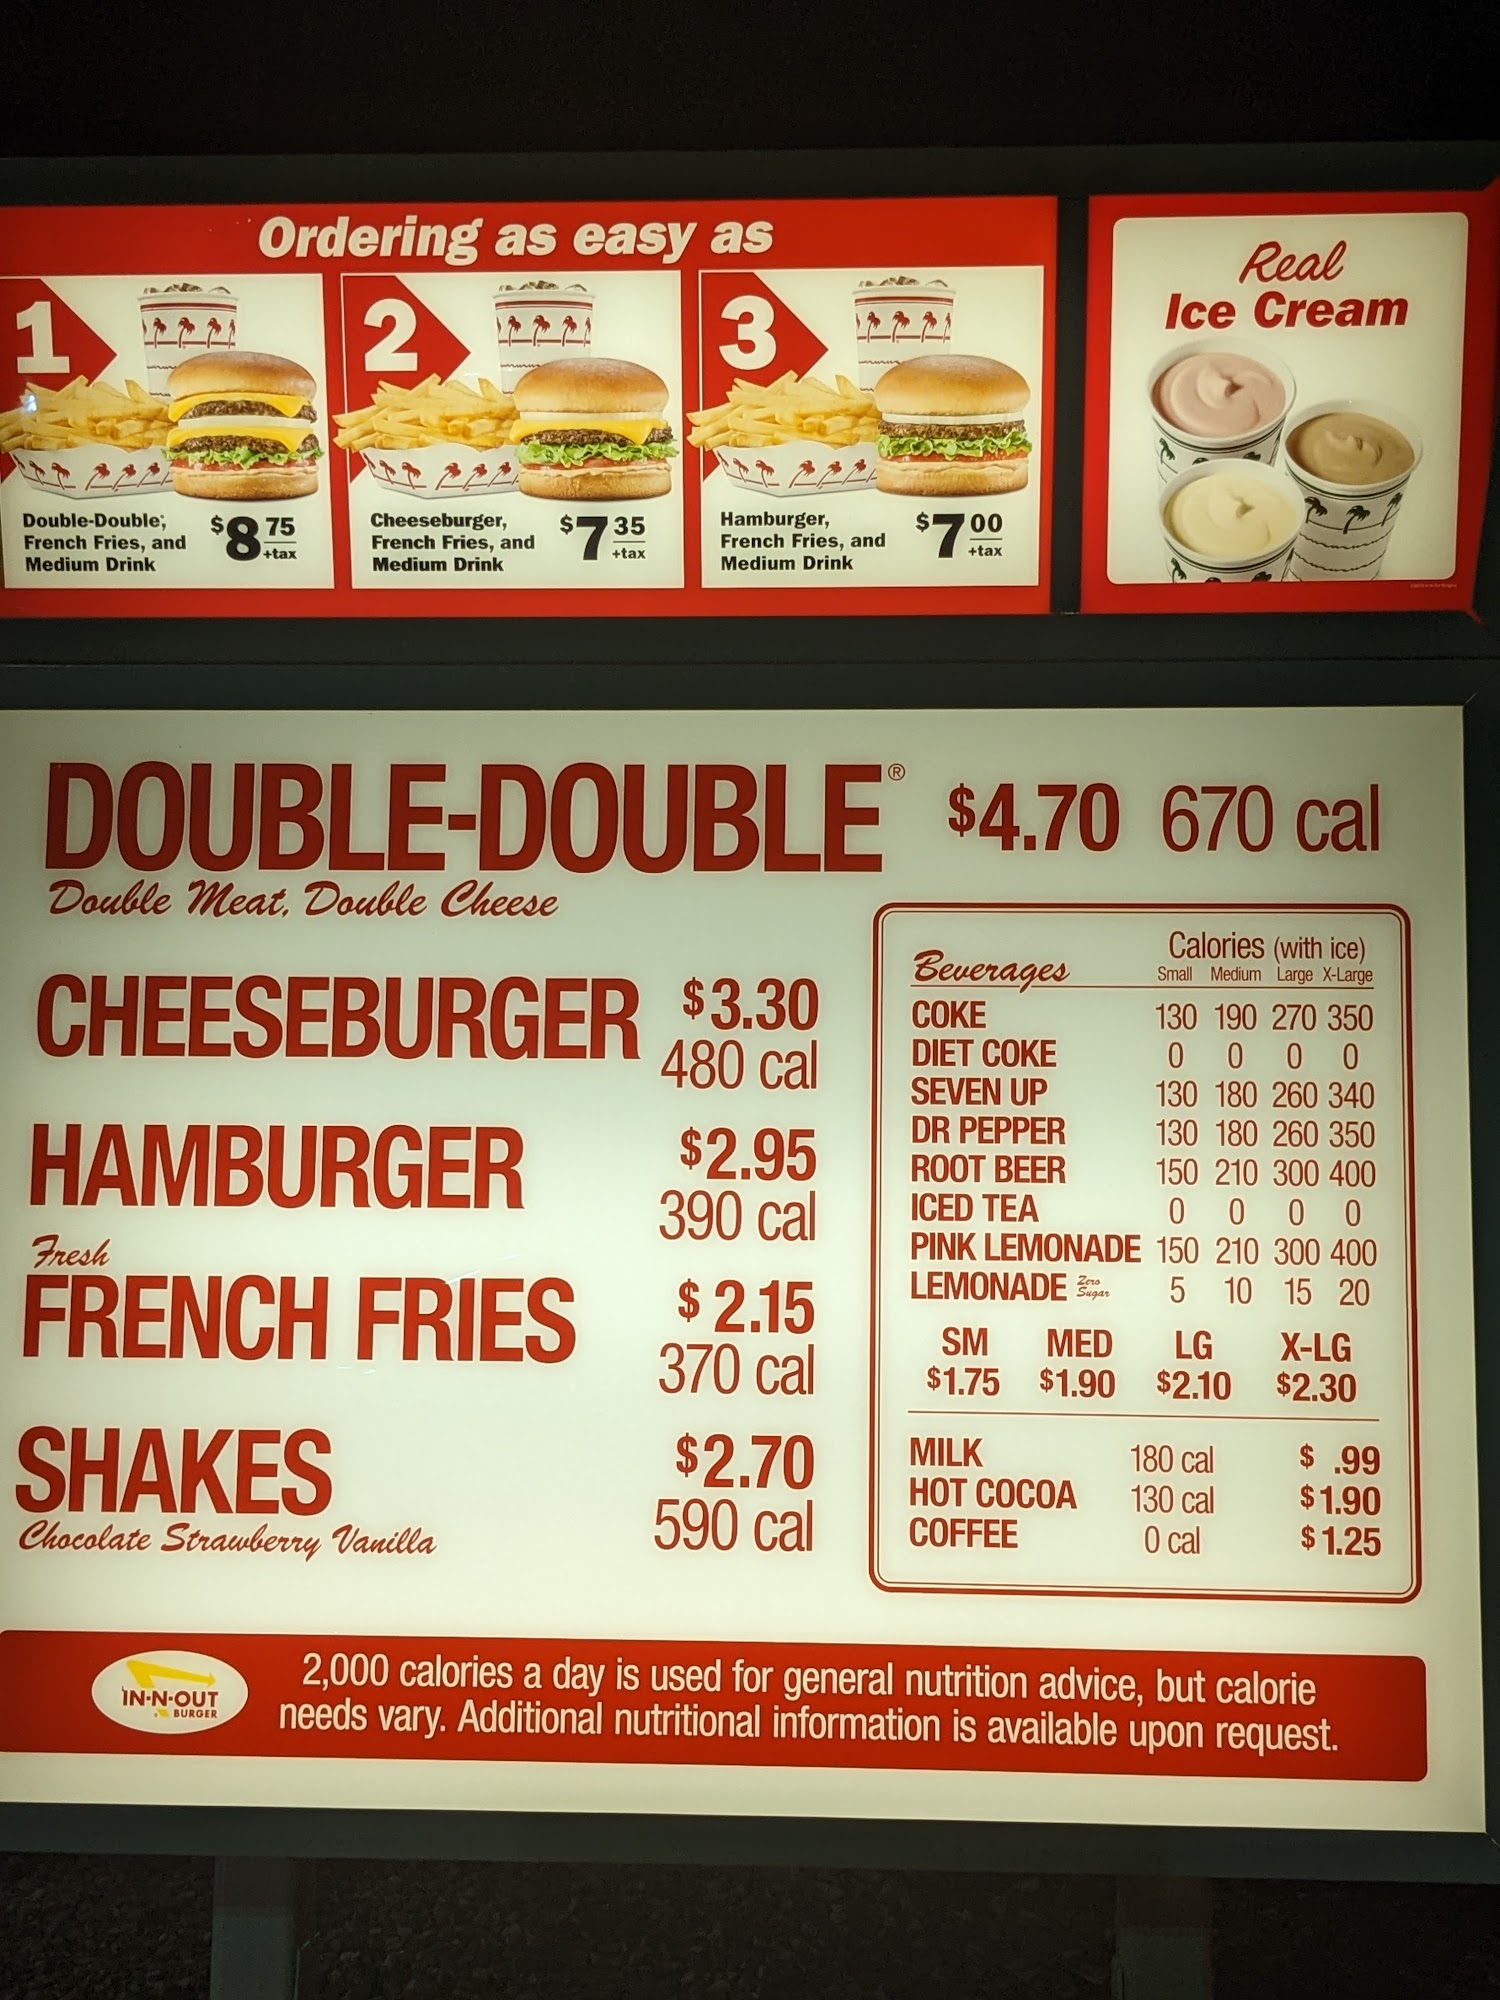 Ordering as easy as
1
Double-Double,
French Fries, and
Medium Drink
$8 75
+tax
2
Cheeseburger,
French Fries, and
Medium Drink
$7 35
+tax
3
Hamburger,
French Fries, and
Medium Drink
$7 00
+tax
Real
Ice Cream
DOUBLE-DOUBLE® $4.70 670 cal
Double Meat, Double Cheese
CHEESEBURGER $3.30
480 cal
HAMBURGER $2.95
390 cal
Fresh
FRENCH FRIES $2.15
370 cal
SHAKES $2.70
Chocolate Strawberry Vanilla 590 cal
Beverages Calories (with ice)
Small Medium Large X-Large
COKE 130 190 270 350
DIET COKE 0 0 0 0
SEVEN UP 130 180 260 340
DR PEPPER 130 180 260 350
ROOT BEER 150 210 300 400
ICED TEA 0 0 0 0
PINK LEMONADE 150 210 300 400
LEMONADE Zero Sugar 5 10 15 20
SM MED LG X-LG
$1.75 $1.90 $2.10 $2.30
MILK 180 cal $ .99
HOT COCOA 130 cal $1.90
COFFEE 0 cal $1.25
IN-N-OUT
BURGER
2,000 calories a day is used for general nutrition advice, but calorie
needs vary. Additional nutritional information is available upon request.